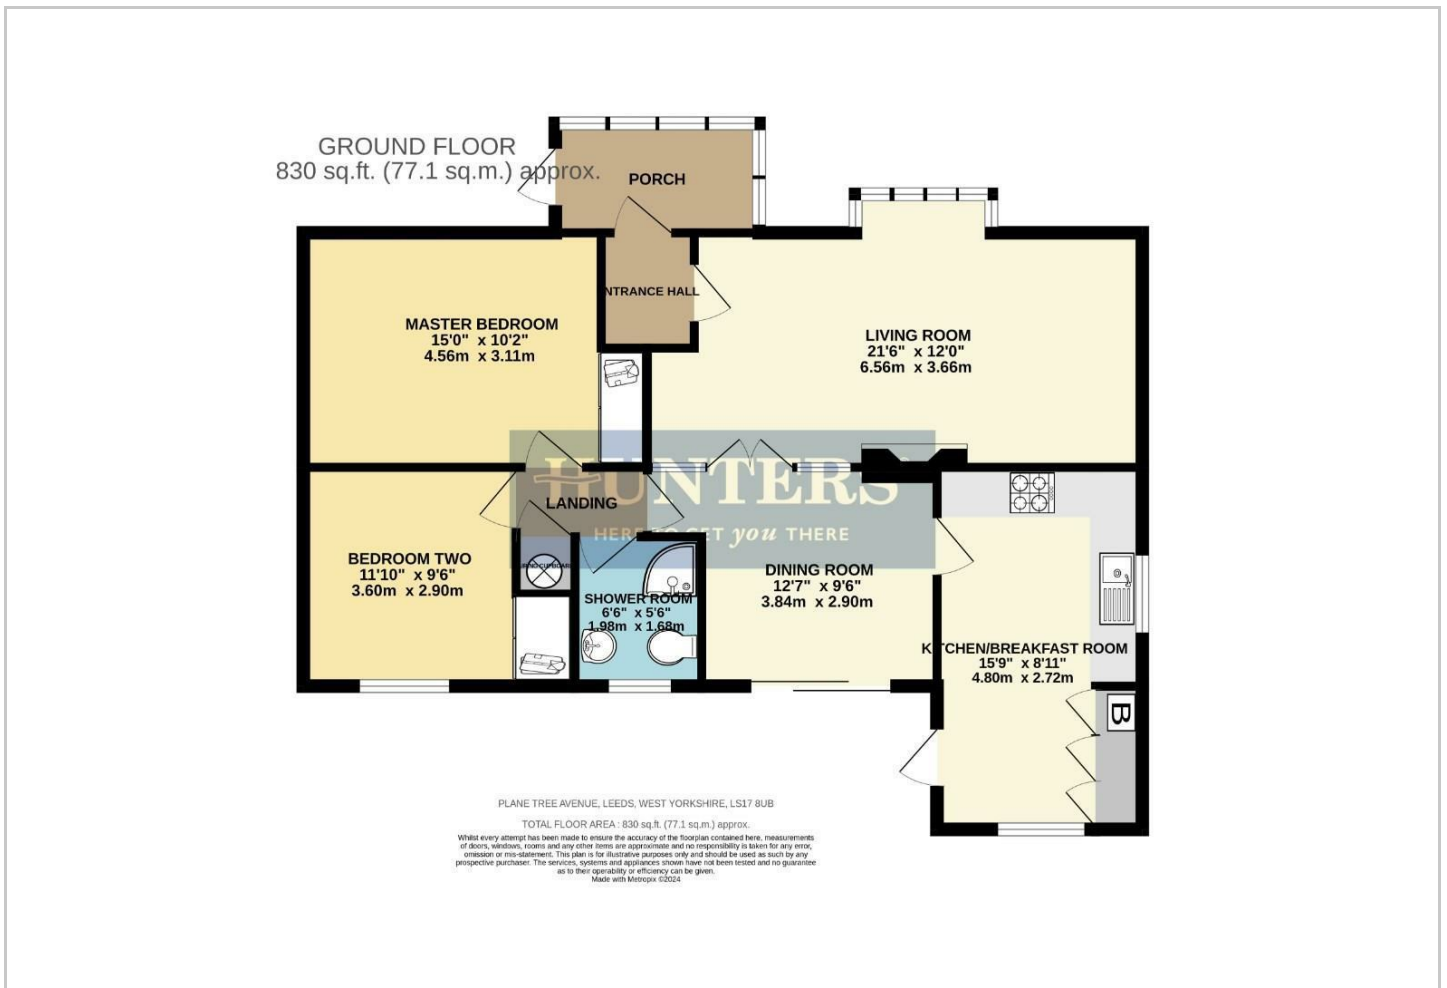 GROUND FLOOR
830 sq.ft. (77.1 sq.m.) approx.
PORCH
NTRANCE HALL
MASTER BEDROOM
15'0" x 10'2"
4.56m x 3.11m
LIVING ROOM
21'6" x 12'0"
6.56m x 3.66m
HUNTERS
HERE TO GET you THERE
LANDING
BEDROOM TWO
11'10" x 9'6"
3.60m x 2.90m
SHOWER ROOM
6'6" x 5'6"
1.98m x 1.68m
DINING ROOM
12'7" x 9'6"
3.84m x 2.90m
KITCHEN/BREAKFAST ROOM
15'9" x 8'11"
4.80m x 2.72m
B
PLANE TREE AVENUE, LEEDS, WEST YORKSHIRE, LS17 8UB
TOTAL FLOOR AREA : 830 sq.ft. (77.1 sq.m.) approx.
Whilst every attempt has been made to ensure the accuracy of the floorplan contained here, measurements
of doors, windows, rooms and any other items are approximate and no responsibility is taken for any error,
omission or mis-statement. This plan is for illustrative purposes only and should be used as such by any
prospective purchaser. The services, systems and appliances shown have not been tested and no guarantee
as to their operability or efficiency can be given.
Made with Metropix ©2024